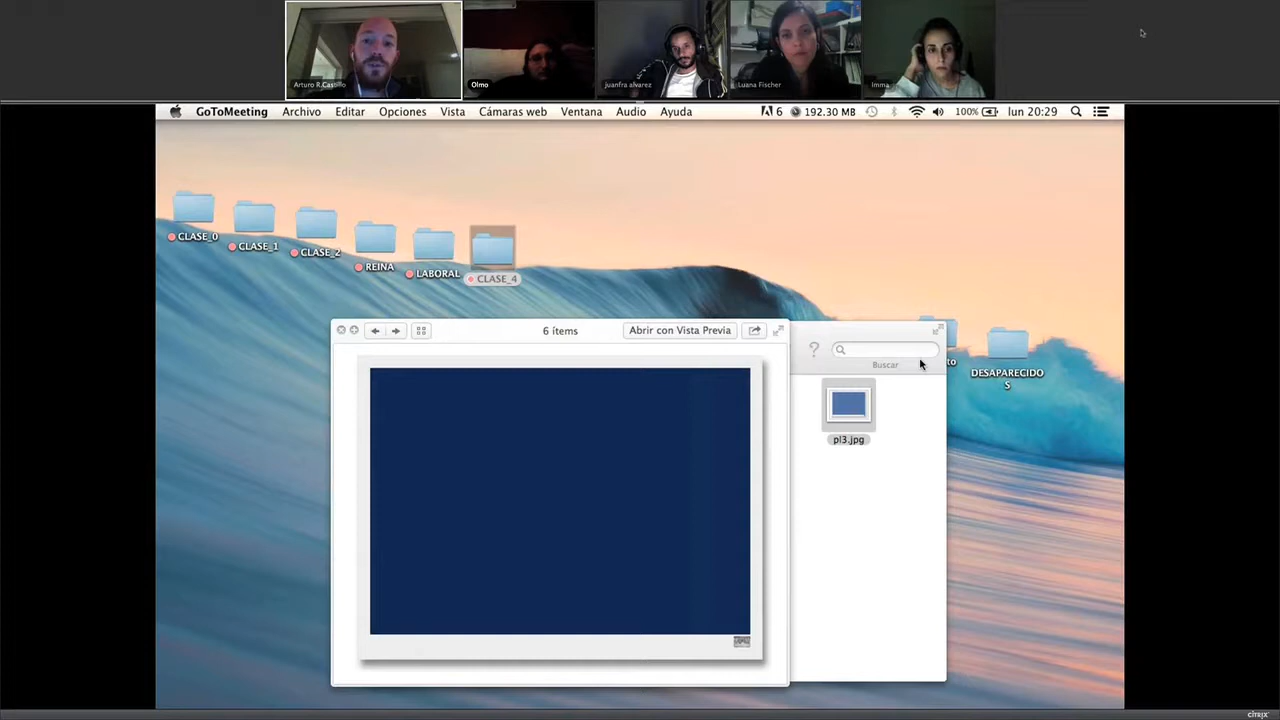 Arturo R.Castillo
Olmo
juanfra alvarez
Luana Fischer
Imma
GoToMeeting Archivo Editar Opciones Vista Cámaras web Ventana Audio Ayuda 6 192.30 MB 100% lun 20:29
CLASE_0
CLASE_1
CLASE_2
REINA
LABORAL
CLASE_4
6 ítems
Abrir con Vista Previa
?
Buscar
DESAPARECIDO
S
pl3.jpg
CITRIX